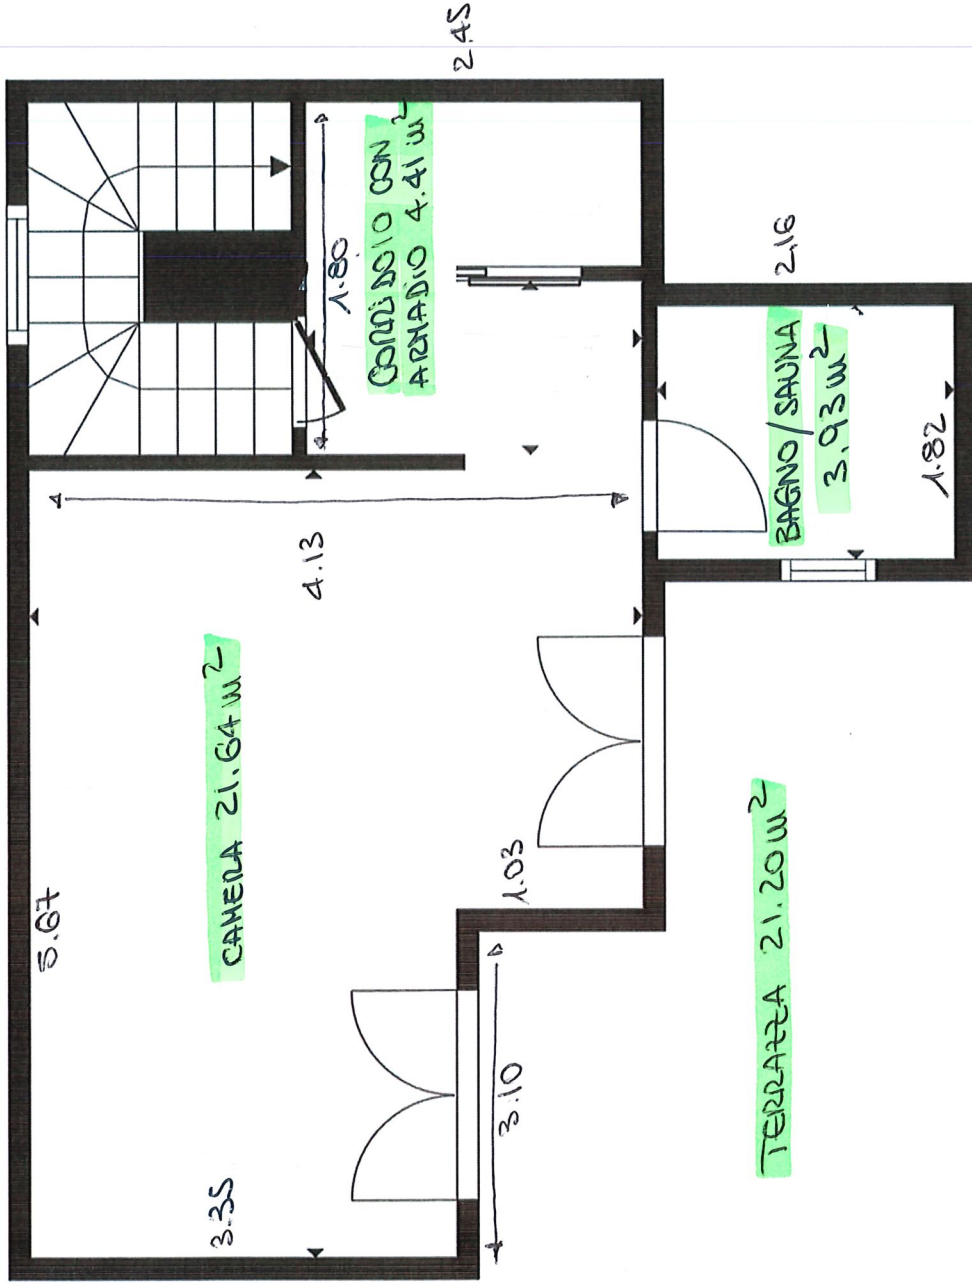 2.45
1.80
CORRIDOIO CON
ARMADIO 4.41 m²
2,16
BAGNO/SAUNA
3.93 m²
1.82
4.13
CAMERA 21.64 m²
5.67
1.03
3.10
3.35
TERRAZZA 21.20 m²